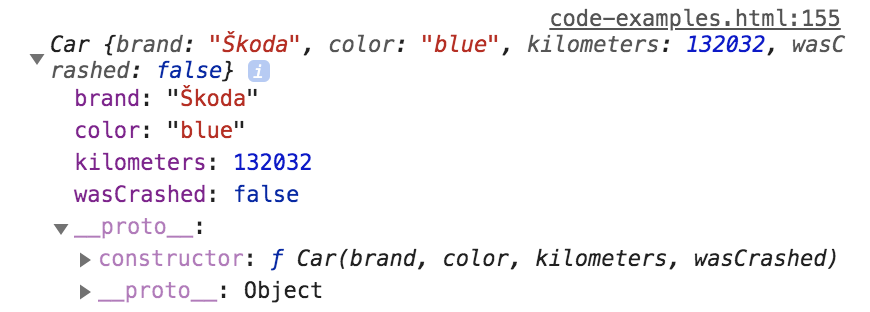 code-examples.html:155
Car {brand: "Škoda", color: "blue", kilometers: 132032, wasC
rashed: false} i
brand: "Škoda"
color: "blue"
kilometers: 132032
wasCrashed: false
__proto__:
constructor: ƒ Car(brand, color, kilometers, wasCrashed)
__proto__: Object